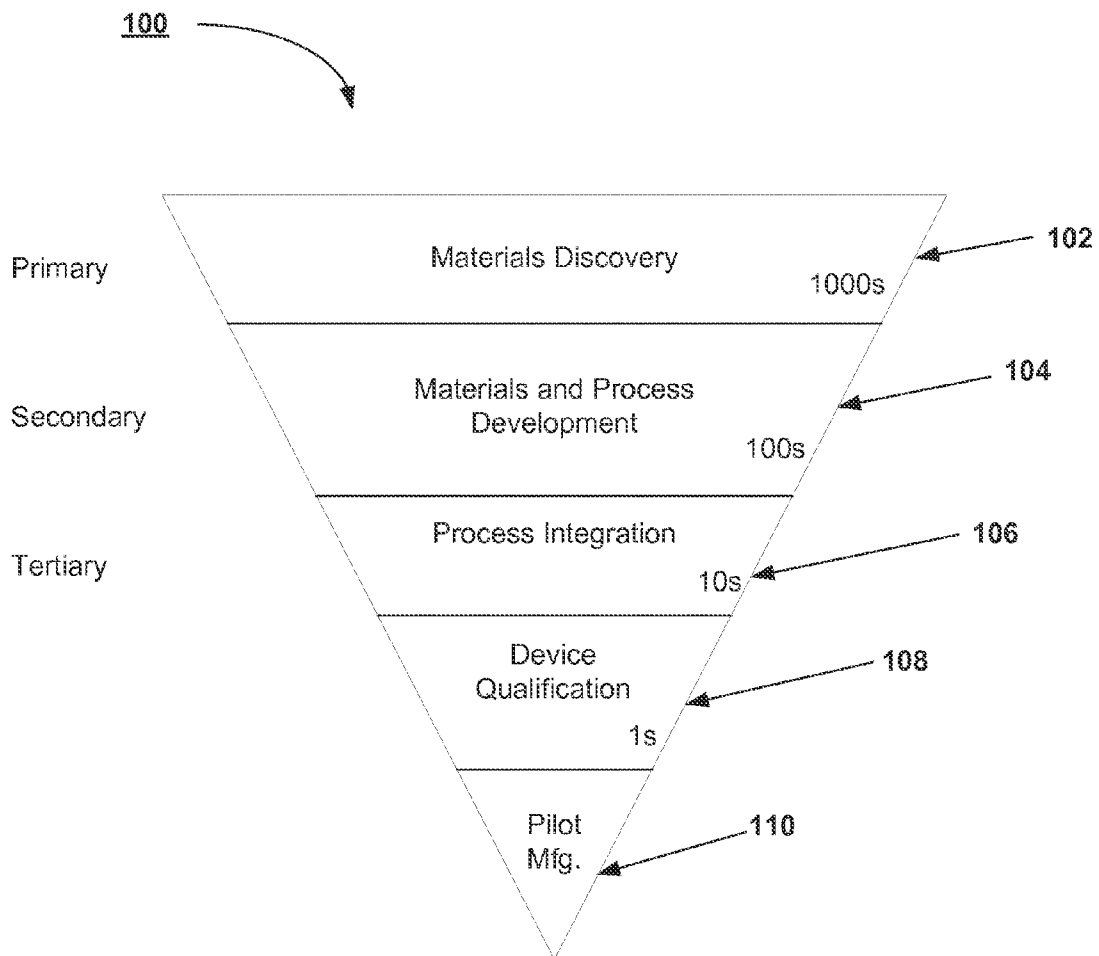 100
102
Primary
Materials Discovery
1000s
104
Secondary
Materials and Process
Development
100s
106
Tertiary
Process Integration
10s
108
Device
Qualification
1s
110
Pilot
Mfg.